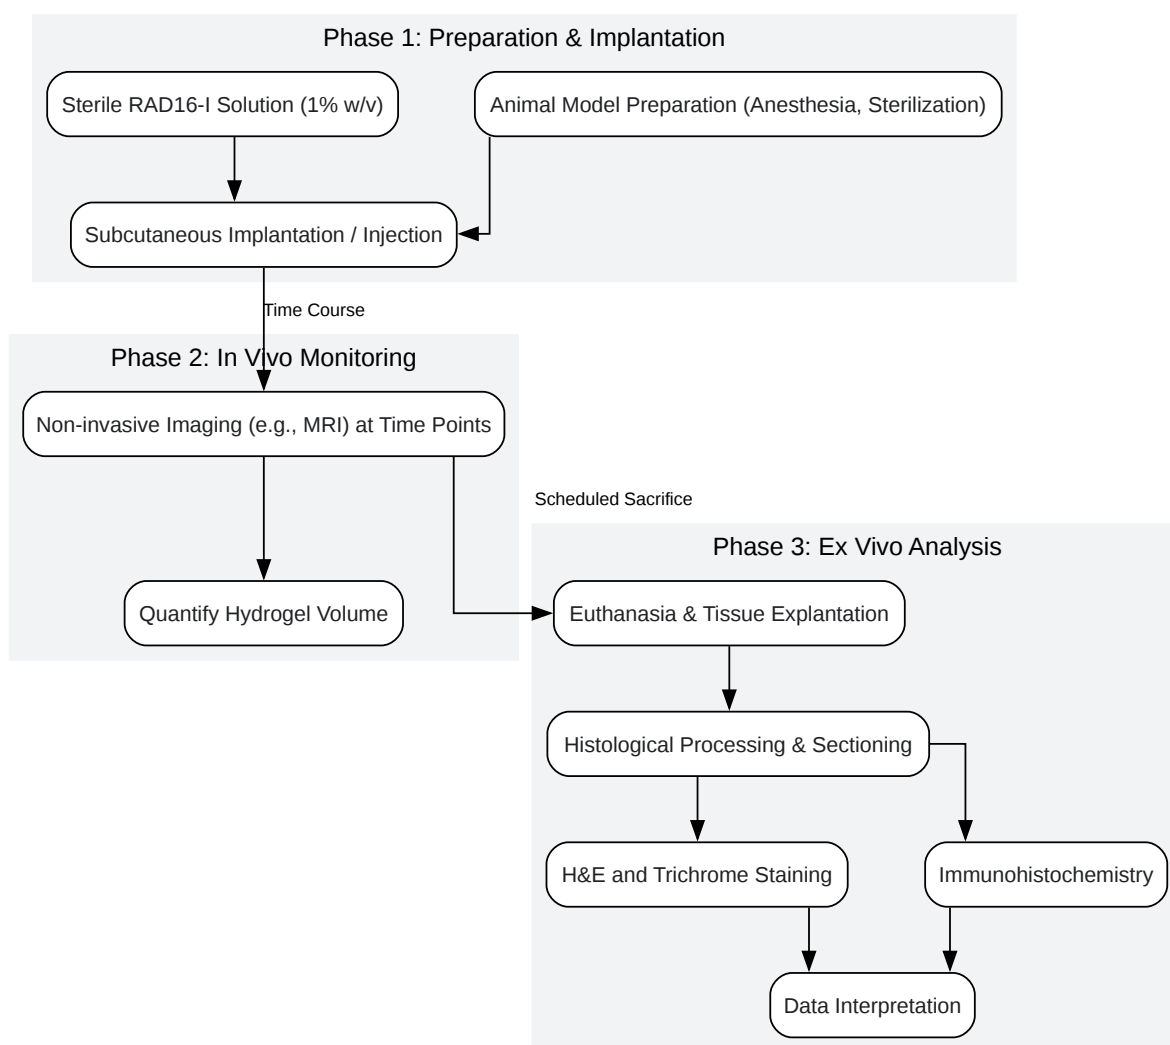 Phase 1: Preparation & Implantation
Sterile RAD16-I Solution (1% w/v)
Animal Model Preparation (Anesthesia, Sterilization)
Subcutaneous Implantation / Injection
Time Course
Phase 2: In Vivo Monitoring
Non-invasive Imaging (e.g., MRI) at Time Points
Scheduled Sacrifice
Phase 3: Ex Vivo Analysis
Quantify Hydrogel Volume
Euthanasia & Tissue Explantation
Histological Processing & Sectioning
H&E and Trichrome Staining
Immunohistochemistry
Data Interpretation